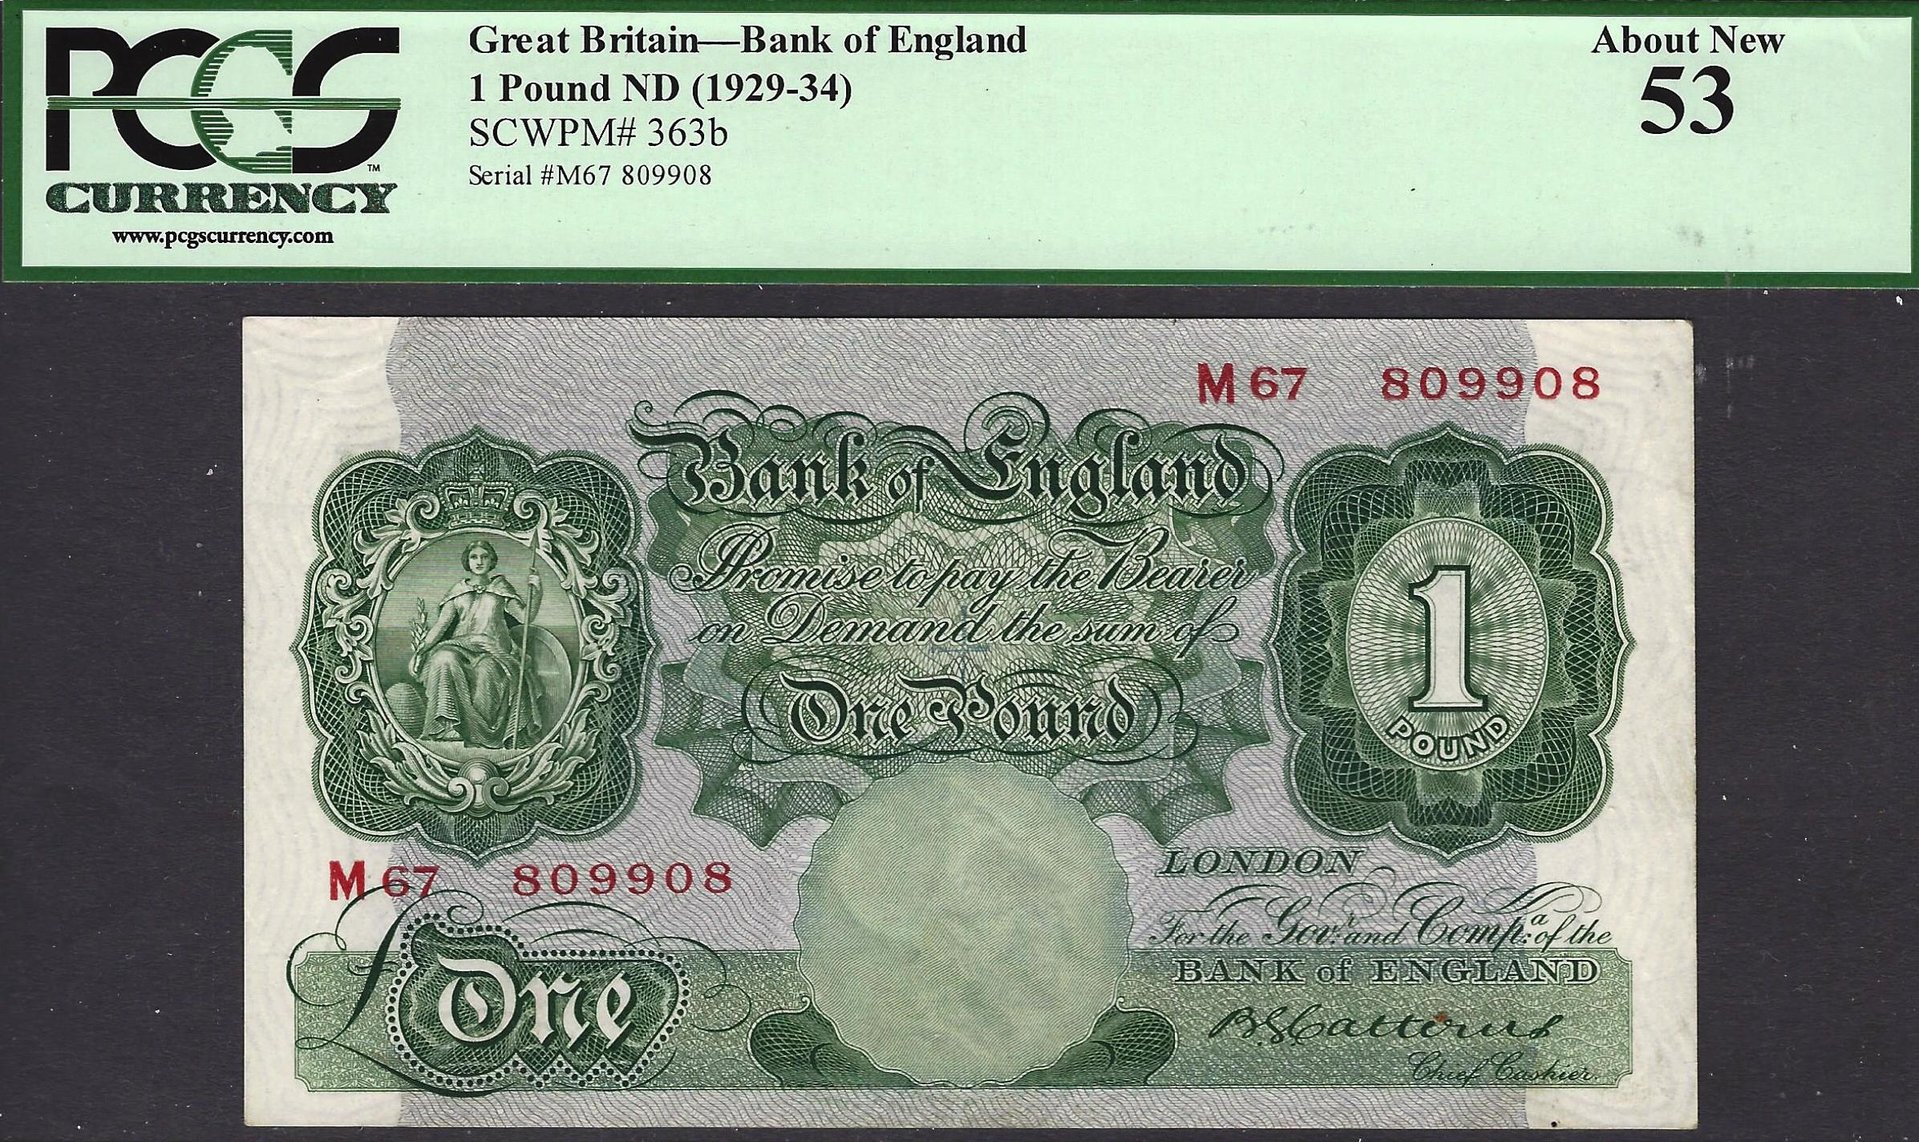 PCGS
™
CURRENCY
www.pcgscurrency.com
Great Britain—Bank of England
1 Pound ND (1929-34)
SCWPM# 363b
Serial #M67 809908
About New
53
M67 809908
Bank of England
Promise to pay the Bearer
on Demand the sum of
One Pound
1
POUND
M67 809908
LONDON
For the Govr. and Compa. of the
BANK of ENGLAND
B G Catterns
Chief Cashier.
£One